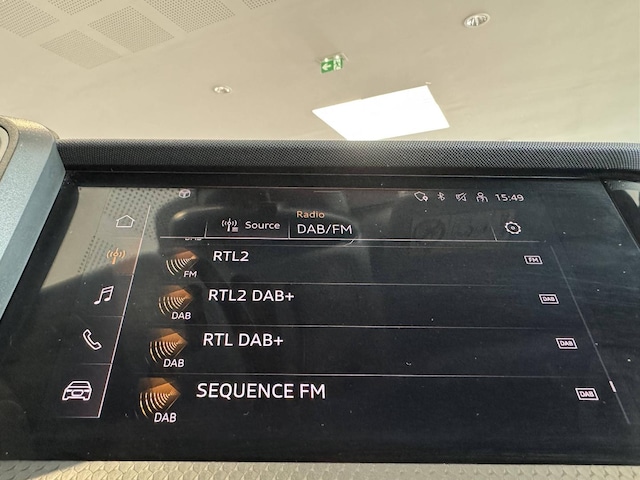 15:49
Radio
Source
DAB/FM
RTL2
FM
FM
RTL2 DAB+
DAB
DAB
RTL DAB+
DAB
DAB
SEQUENCE FM
DAB
DAB